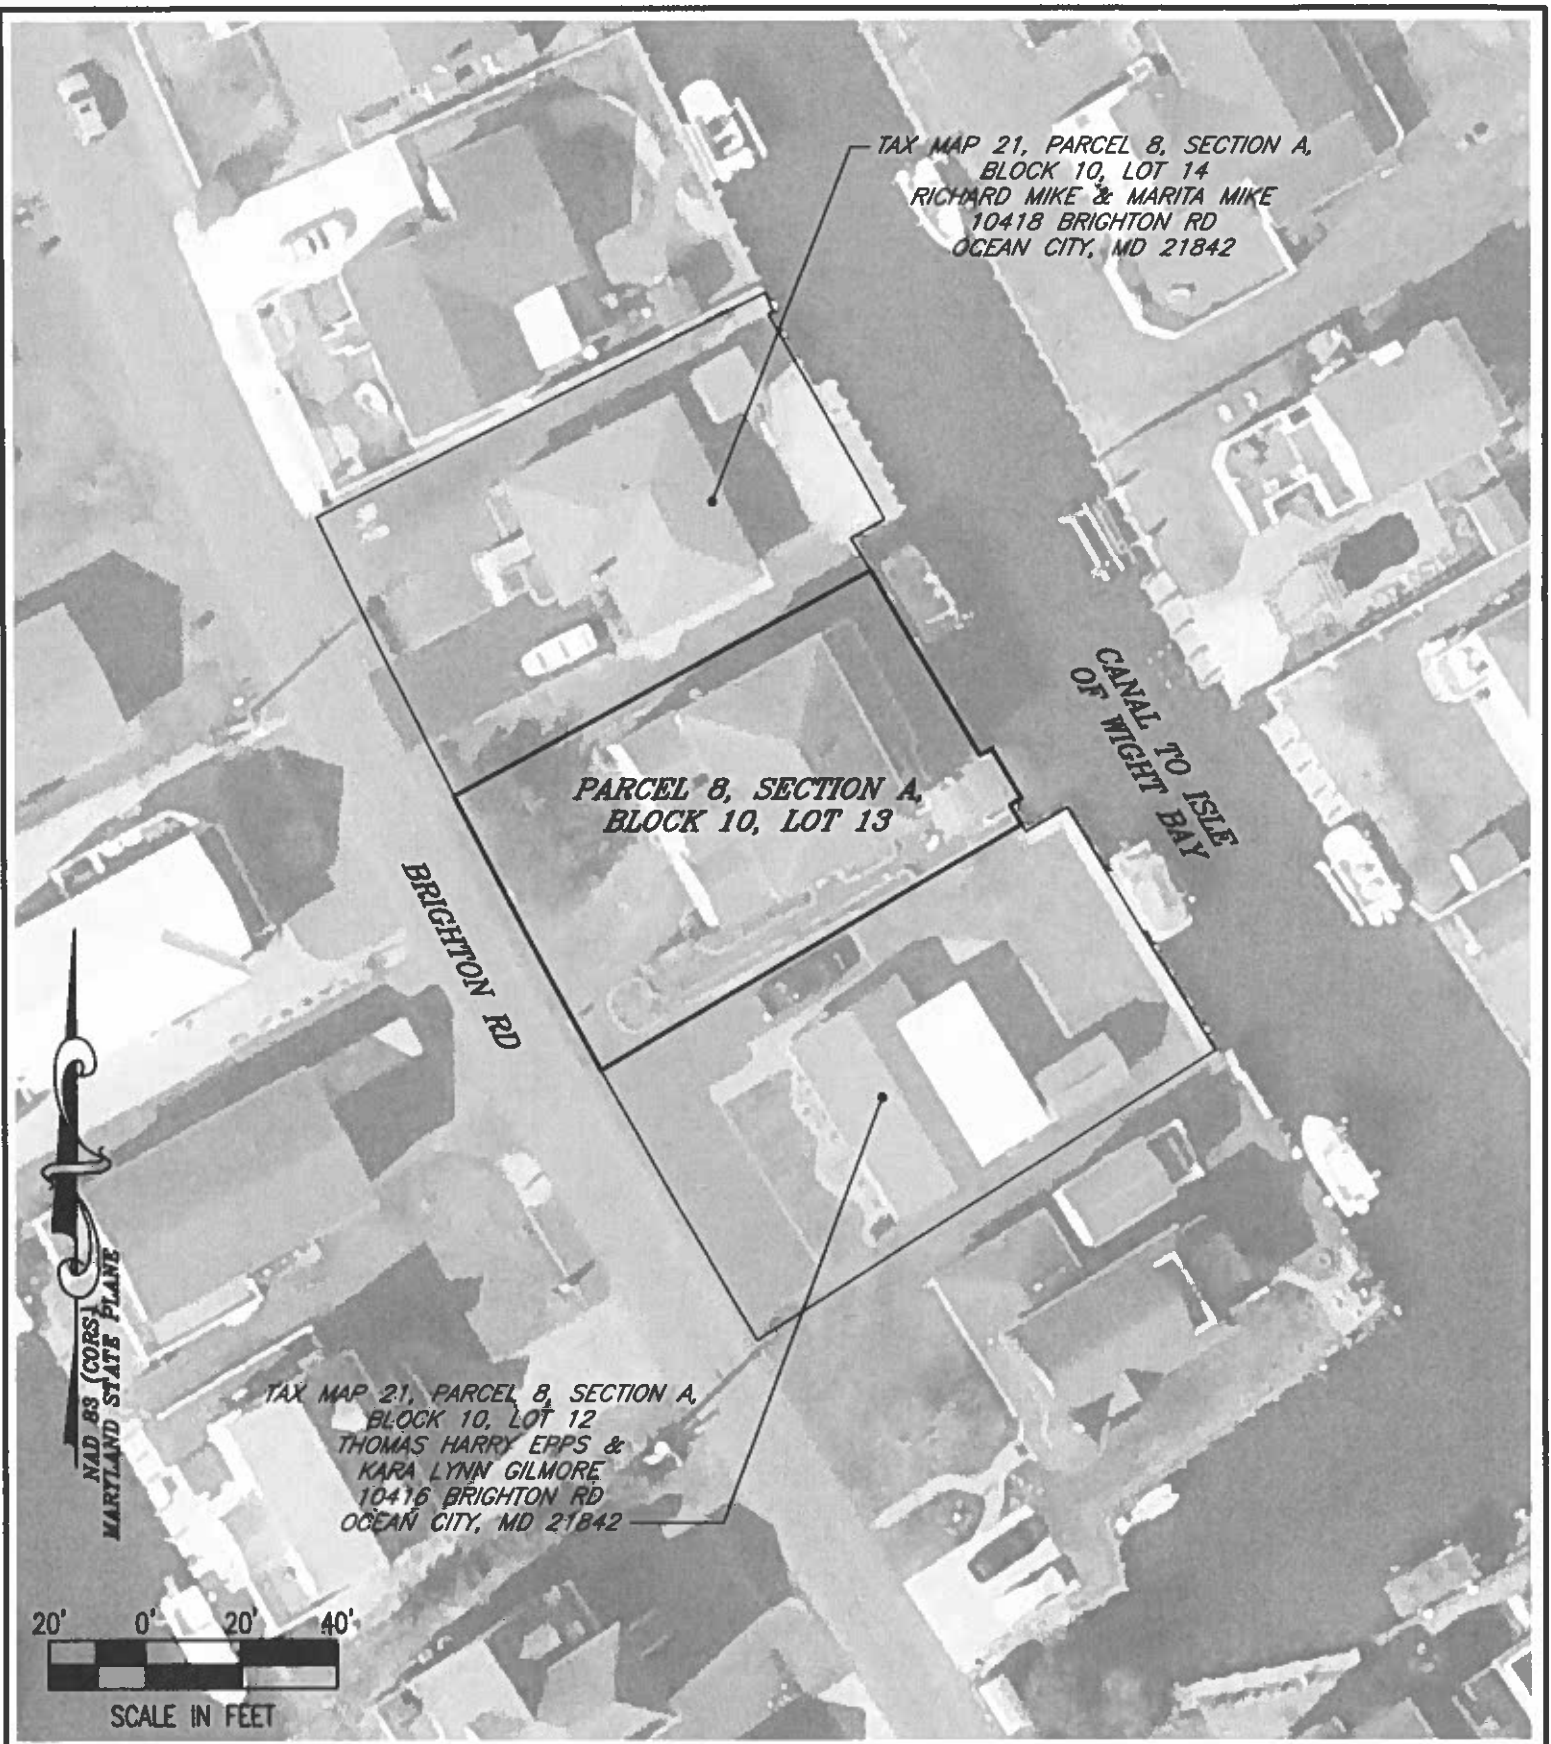 TAX MAP 21, PARCEL 8, SECTION A,
BLOCK 10, LOT 14
RICHARD MIKE & MARITA MIKE
10418 BRIGHTON RD
OCEAN CITY, MD 21842
CANAL TO ISLE
OF WIGHT BAY
PARCEL 8, SECTION A,
BLOCK 10, LOT 13
BRIGHTON RD
NAD 83 (CORS)
MARYLAND STATE PLANE
TAX MAP 21, PARCEL 8, SECTION A,
BLOCK 10, LOT 12
THOMAS HARRY EPPS &
KARA LYNN GILMORE
10416 BRIGHTON RD
OCEAN CITY, MD 21842
20' 0' 20' 40'
SCALE IN FEET